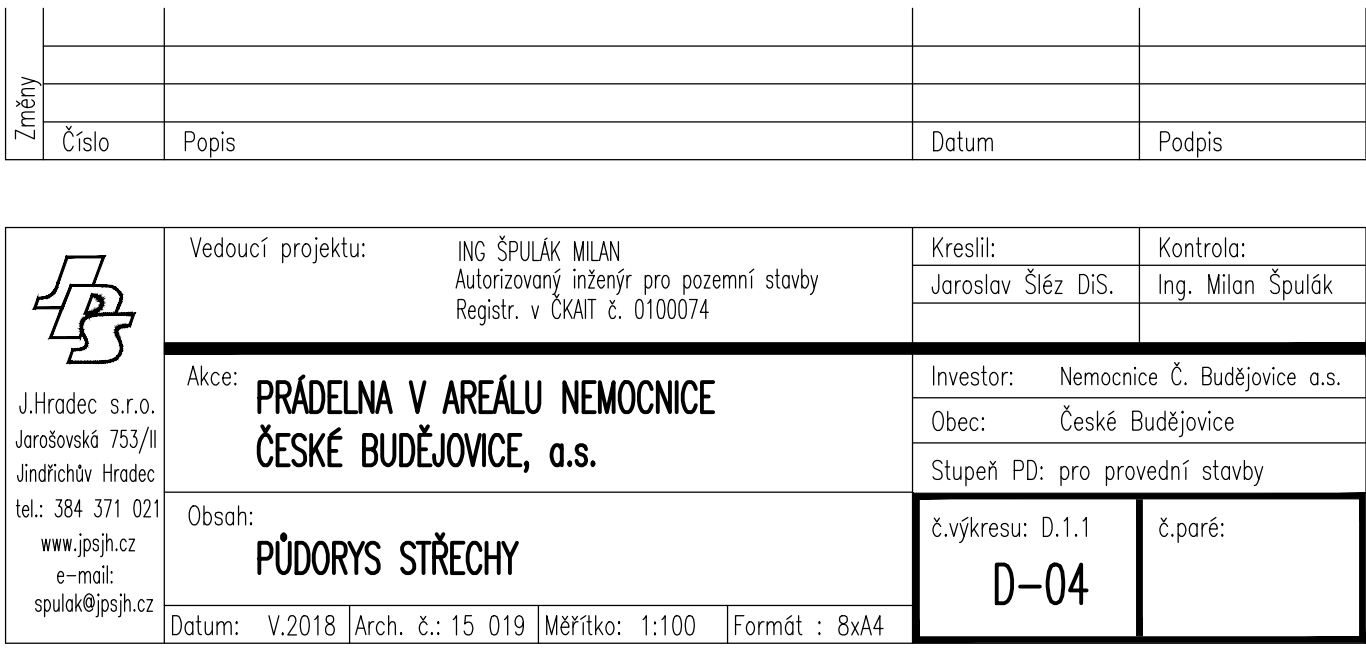 Změny
Číslo Popis Datum Podpis
JPS
J.Hradec s.r.o.
Jarošovská 753/II
Jindřichův Hradec
tel.: 384 371 021
www.jpsjh.cz
e-mail:
spulak@jpsjh.cz
Vedoucí projektu: ING ŠPULÁK MILAN
Autorizovaný inženýr pro pozemní stavby
Registr. v ČKAIT č. 0100074
Kreslil: Kontrola:
Jaroslav Šléz DiS. Ing. Milan Špulák
Akce: PRÁDELNA V AREÁLU NEMOCNICE
ČESKÉ BUDĚJOVICE, a.s.
Investor: Nemocnice Č. Budějovice a.s.
Obec: České Budějovice
Stupeň PD: pro provední stavby
Obsah:
PŮDORYS STŘECHY
č.výkresu: D.1.1 č.paré:
D-04
Datum: V.2018 Arch. č.: 15 019 Měřítko: 1:100 Formát : 8xA4